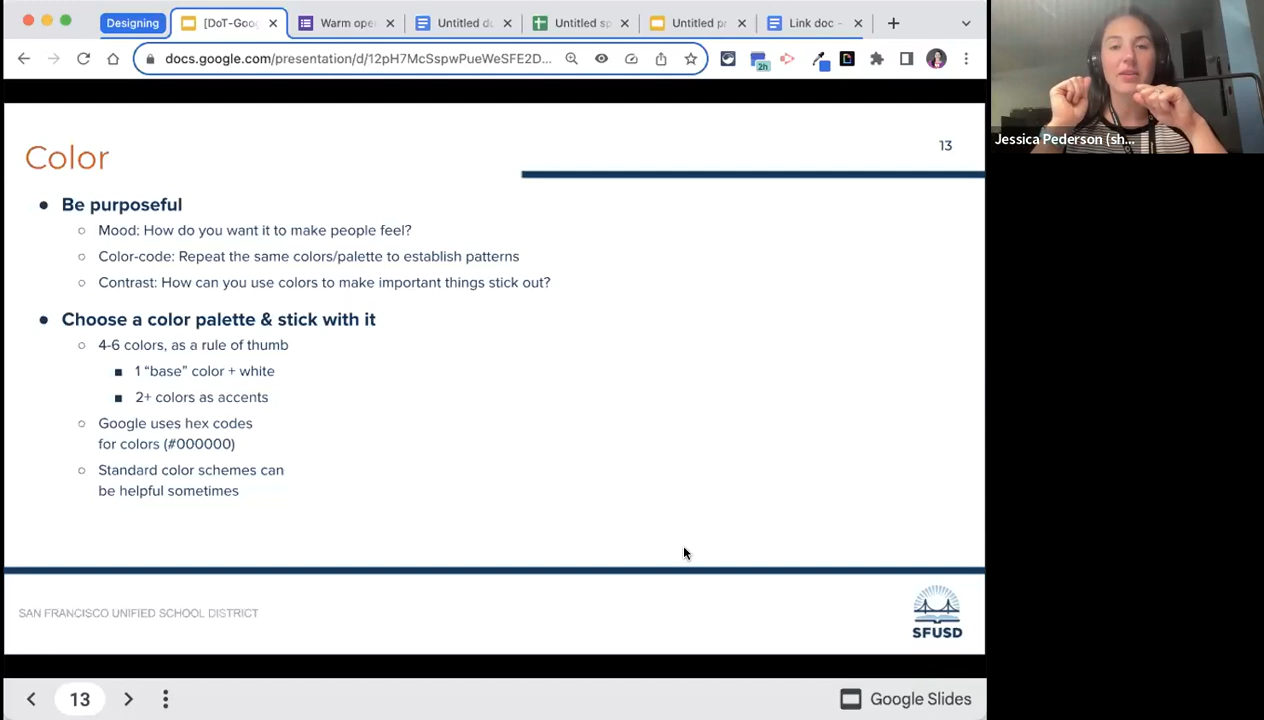 Designing
[DoT-Goo
Warm ope
Untitled d
Untitled sp
Untitled pr
Link doc -
docs.google.com/presentation/d/12pH7McSspwPueWeSFE2D...
2h
Jessica Pederson (sh...
13
Color
● Be purposeful
○ Mood: How do you want it to make people feel?
○ Color-code: Repeat the same colors/palette to establish patterns
○ Contrast: How can you use colors to make important things stick out?
● Choose a color palette & stick with it
○ 4-6 colors, as a rule of thumb
■ 1 “base” color + white
■ 2+ colors as accents
○ Google uses hex codes
for colors (#000000)
○ Standard color schemes can
be helpful sometimes
SAN FRANCISCO UNIFIED SCHOOL DISTRICT
SFUSD
13
Google Slides